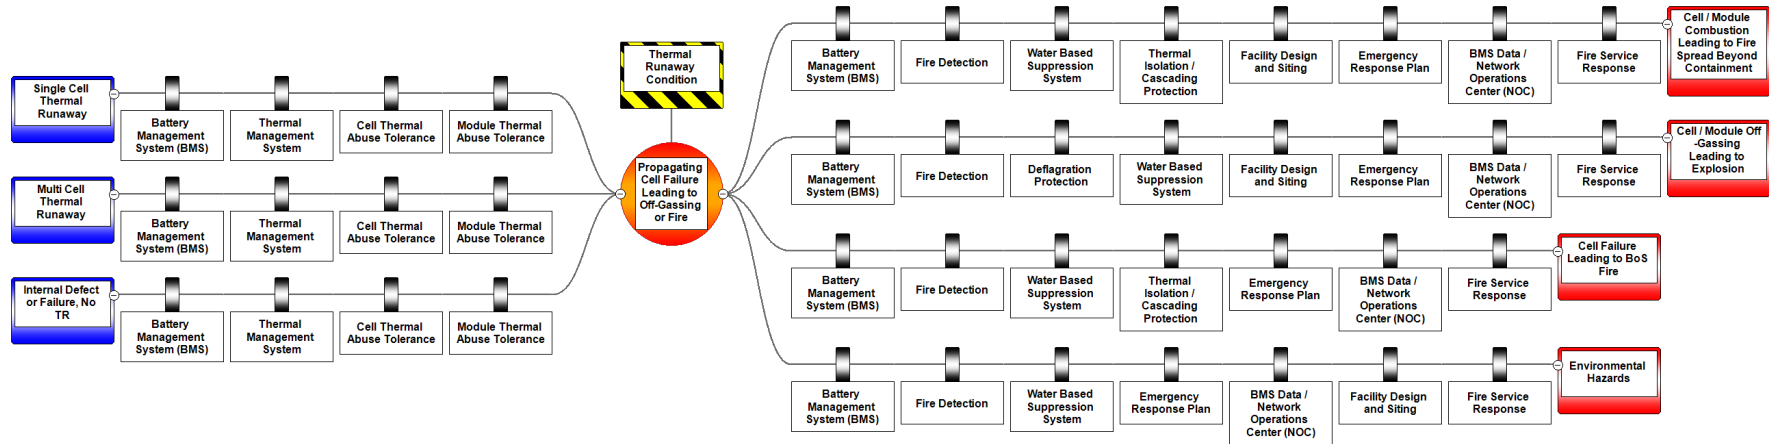 Single Cell
Thermal
Runaway
Battery
Management
System (BMS)
Thermal
Management
System
Cell Thermal
Abuse Tolerance
Module Thermal
Abuse Tolerance
Multi Cell
Thermal
Runaway
Battery
Management
System (BMS)
Thermal
Management
System
Cell Thermal
Abuse Tolerance
Module Thermal
Abuse Tolerance
Internal Defect
or Failure, No
TR
Battery
Management
System (BMS)
Thermal
Management
System
Cell Thermal
Abuse Tolerance
Module Thermal
Abuse Tolerance
Thermal
Runaway
Condition
Propagating
Cell Failure
Leading to
Off-Gassing
or Fire
Battery
Management
System (BMS)
Fire Detection
Water Based
Suppression
System
Thermal
Isolation /
Cascading
Protection
Facility Design
and Siting
Emergency
Response Plan
BMS Data /
Network
Operations
Center (NOC)
Fire Service
Response
Cell / Module
Combustion
Leading to Fire
Spread Beyond
Containment
Battery
Management
System (BMS)
Fire Detection
Deflagration
Protection
Water Based
Suppression
System
Facility Design
and Siting
Emergency
Response Plan
BMS Data /
Network
Operations
Center (NOC)
Fire Service
Response
Cell / Module Off
-Gassing
Leading to
Explosion
Battery
Management
System (BMS)
Fire Detection
Water Based
Suppression
System
Thermal
Isolation /
Cascading
Protection
Emergency
Response Plan
BMS Data /
Network
Operations
Center (NOC)
Fire Service
Response
Cell Failure
Leading to BoS
Fire
Battery
Management
System (BMS)
Fire Detection
Water Based
Suppression
System
Emergency
Response Plan
BMS Data /
Network
Operations
Center (NOC)
Facility Design
and Siting
Fire Service
Response
Environmental
Hazards